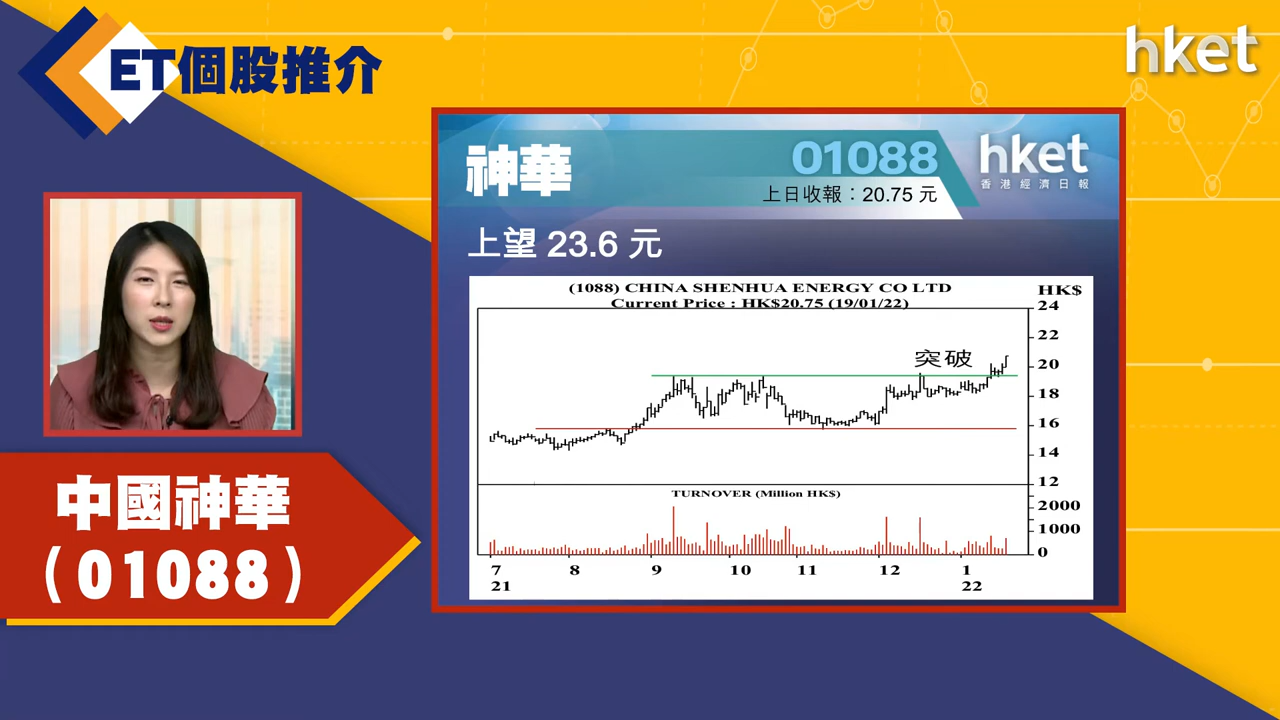 ET個股推介
hket
神華
01088
上日收報：20.75 元
hket
香港經濟日報
上望 23.6 元
(1088) CHINA SHENHUA ENERGY CO LTD
Current Price : HK$20.75 (19/01/22)
HK$
24
22
20
18
16
14
12
突破
TURNOVER (Million HK$)
2000
1000
0
7 8 9 10 11 12 1
21 22
中國神華
（01088）